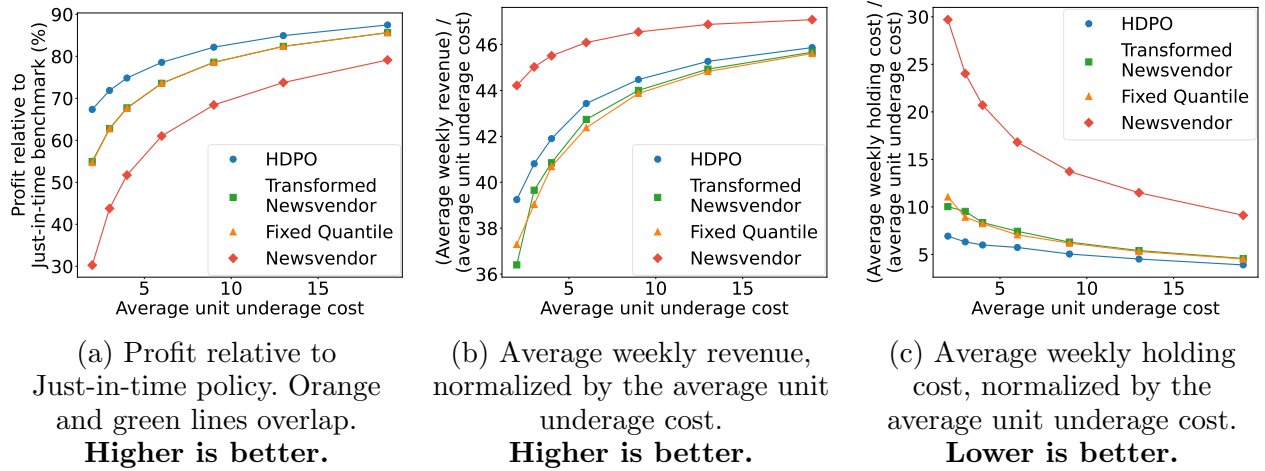 Profit relative to
Just-in-time benchmark (%)
90
80
70
60
50
40
30
5
10
15
Average unit underage cost
HDPO
Transformed
Newsvendor
Fixed Quantile
Newsvendor
(a) Profit relative to
Just-in-time policy. Orange
and green lines overlap.
Higher is better.
(Average weekly revenue) /
(average unit underage cost)
46
44
42
40
38
36
5
10
15
Average unit underage cost
HDPO
Transformed
Newsvendor
Fixed Quantile
Newsvendor
(b) Average weekly revenue,
normalized by the average unit
underage cost.
Higher is better.
(Average weekly holding cost) /
(average unit underage cost)
30
25
20
15
10
5
5
10
15
Average unit underage cost
HDPO
Transformed
Newsvendor
Fixed Quantile
Newsvendor
(c) Average weekly holding
cost, normalized by the
average unit underage cost.
Lower is better.